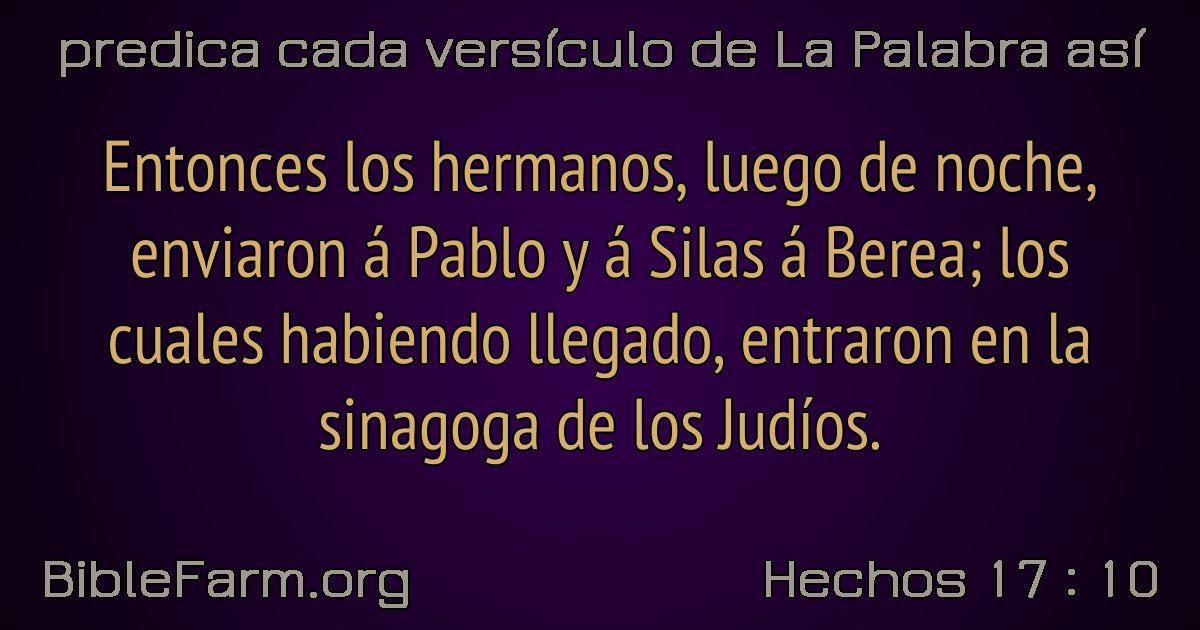 predica cada versículo de La Palabra así
Entonces los hermanos, luego de noche,
enviaron á Pablo y á Silas á Berea; los
cuales habiendo llegado, entraron en la
sinagoga de los Judíos.
BibleFarm.org
Hechos 17 : 10